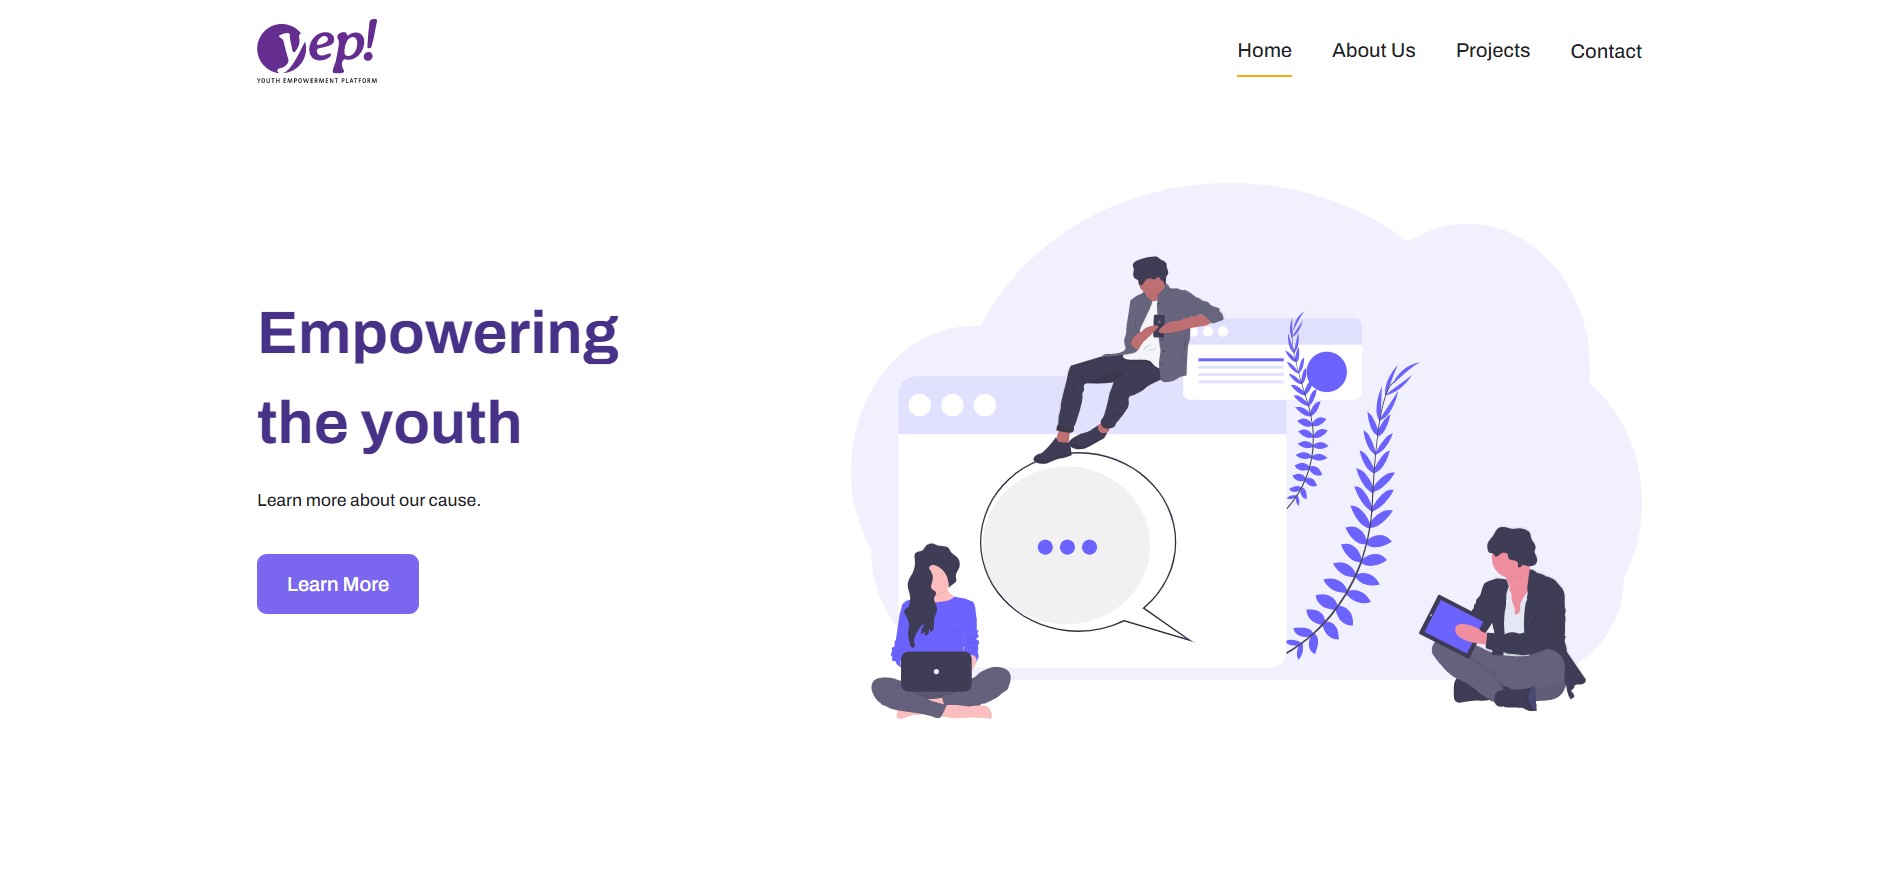 yep!
YOUTH EMPOWERMENT PLATFORM
Home About Us Projects Contact
Empowering
the youth
Learn more about our cause.
Learn More